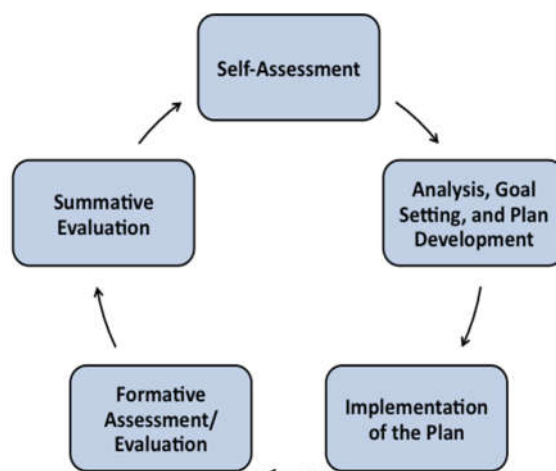 Self-Assessment
Analysis, Goal
Setting, and Plan
Development
Implementation
of the Plan
Formative
Assessment/
Evaluation
Summative
Evaluation